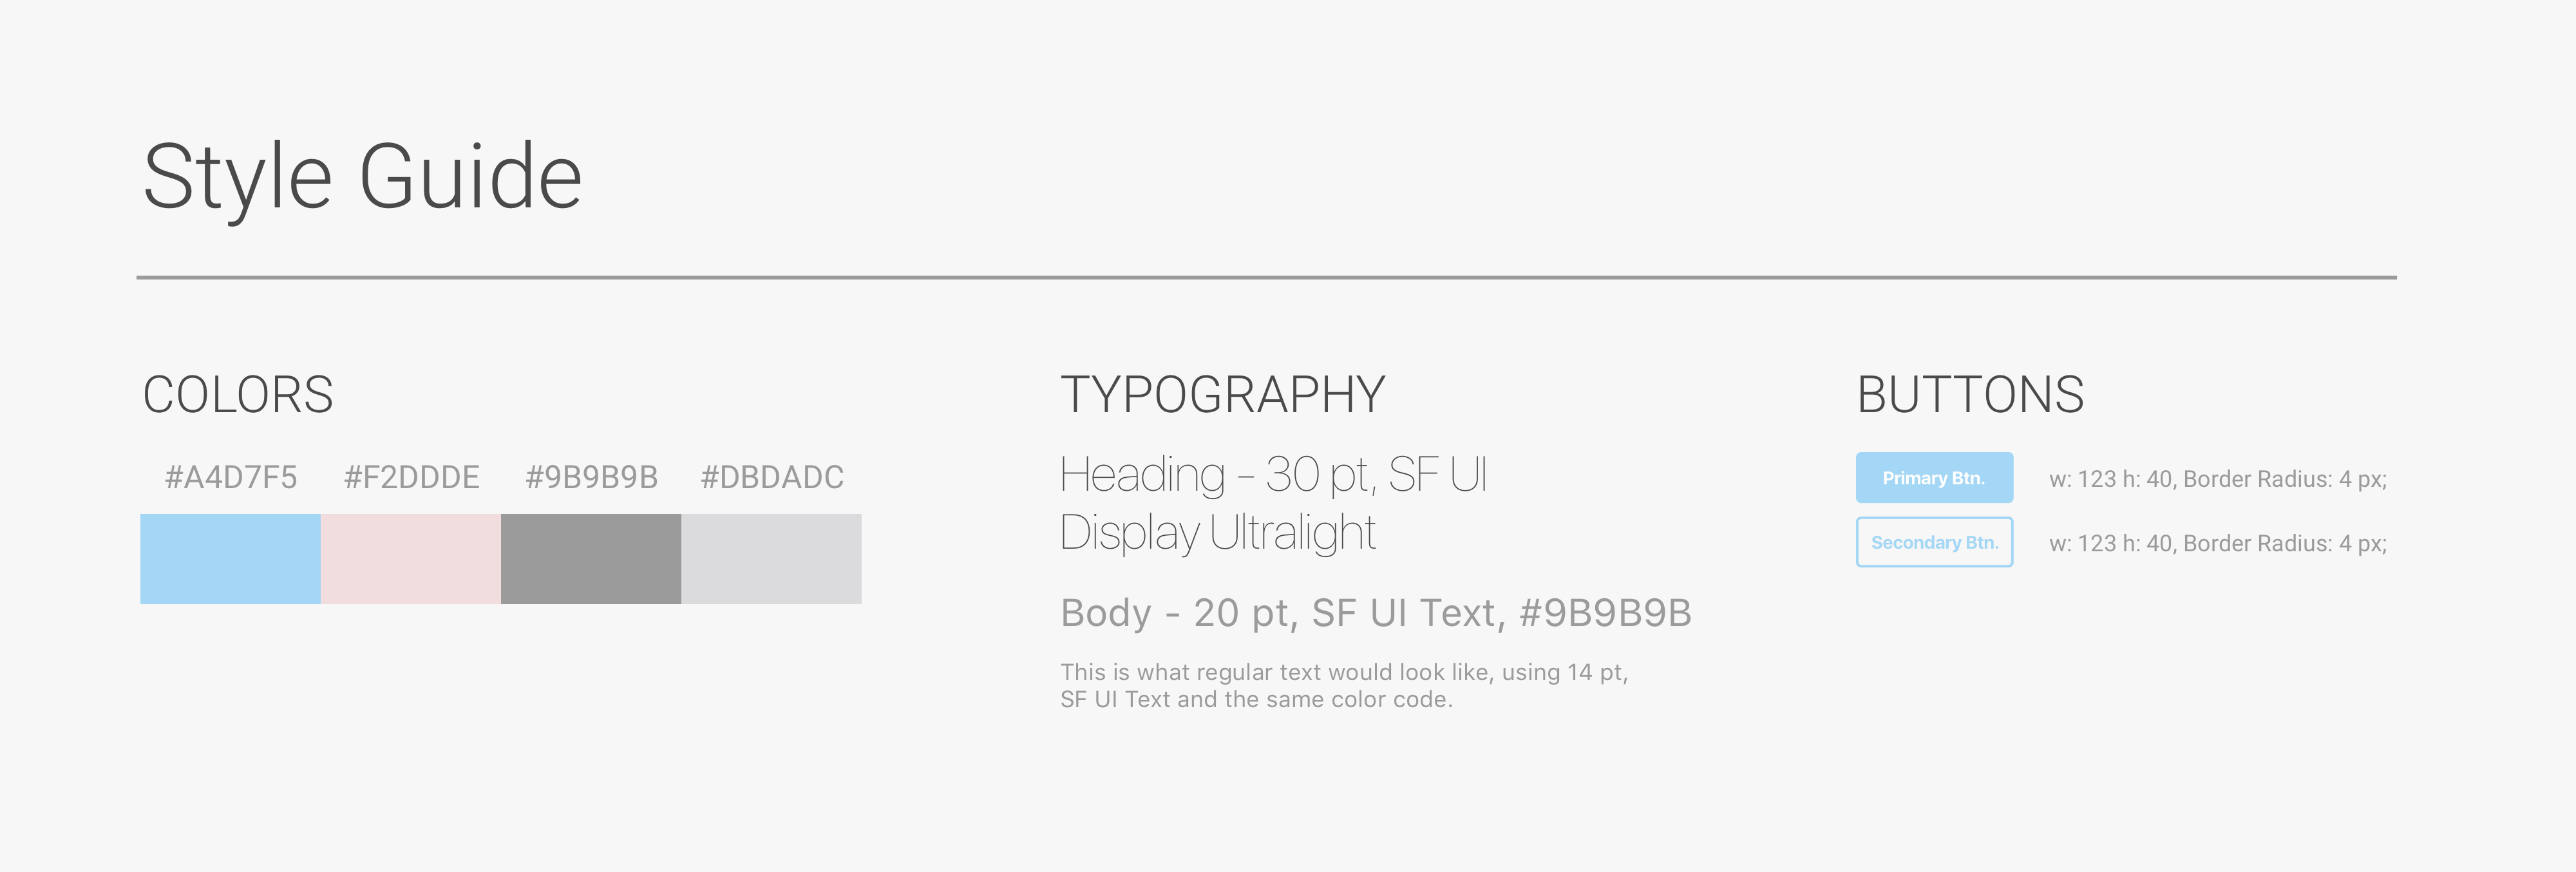 Style Guide
COLORS
#A4D7F5 #F2DDDE #9B9B9B #DBDADC
TYPOGRAPHY
Heading – 30 pt, SF UI
Display Ultralight
Body - 20 pt, SF UI Text, #9B9B9B
This is what regular text would look like, using 14 pt,
SF UI Text and the same color code.
BUTTONS
Primary Btn. w: 123 h: 40, Border Radius: 4 px;
Secondary Btn. w: 123 h: 40, Border Radius: 4 px;